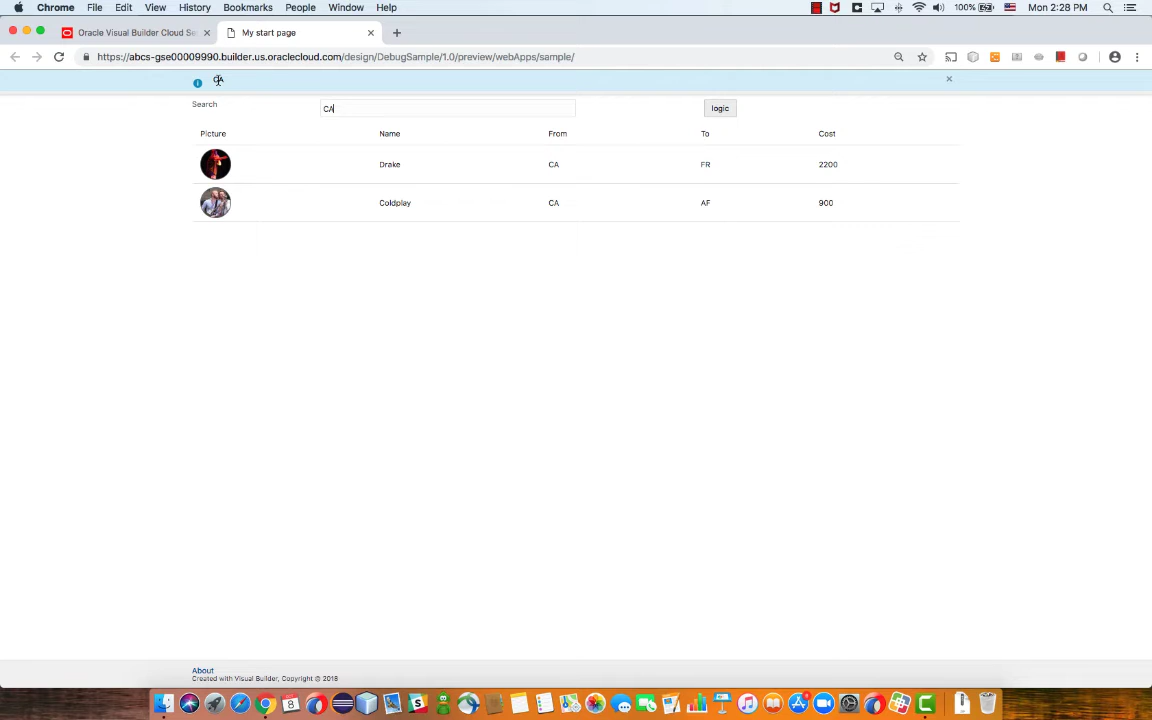 Chrome File Edit View History Bookmarks People Window Help 100% Mon 2:28 PM
Oracle Visual Builder Cloud Se
My start page
https://abcs-gse00009990.builder.us.oraclecloud.com/design/DebugSample/1.0/preview/webApps/sample/
CA
Search CA logic
Picture Name From To Cost
Drake CA FR 2200
Coldplay CA AF 900
About
Created with Visual Builder, Copyright © 2018